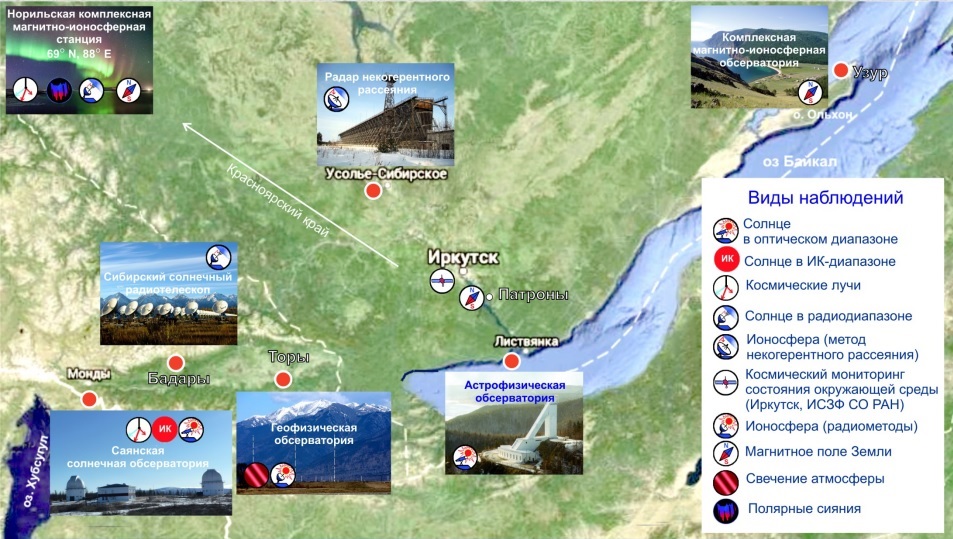 Норильская комплексная
магнитно-ионосферная
станция
69° N, 88° E
N
S
Радар некогерентного
рассеяния
Усолье-Сибирское
Комплексная
магнитно-ионосферная
обсерватория
N
S
Узур
о. Ольхон
оз Байкал
Красноярский край
Иркутск
N
S
Патроны
Листвянка
Астрофизическая
обсерватория
Сибирский солнечный
радиотелескоп
Бадары
Торы
Геофизическая
обсерватория
Монды
ИК
Саянская
солнечная обсерватория
оз. Хубсугул
Виды наблюдений
Солнце
в оптическом диапазоне
ИК
Солнце в ИК-диапазоне
Космические лучи
Солнце в радиодиапазоне
Ионосфера (метод
некогерентного рассеяния)
Космический мониторинг
состояния окружающей среды
(Иркутск, ИСЗФ СО РАН)
Ионосфера (радиометоды)
N
S
Магнитное поле Земли
Свечение атмосферы
Полярные сияния